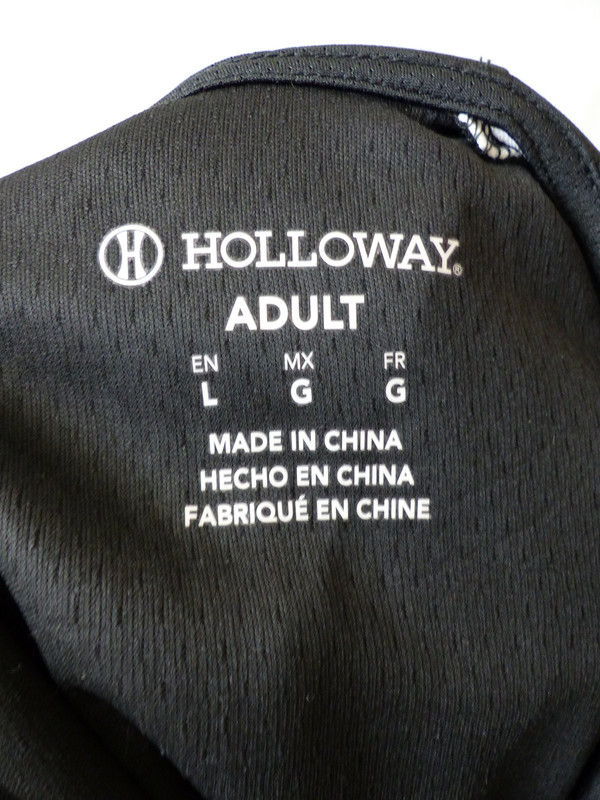 H HOLLOWAY®
ADULT
EN MX FR
L G G
MADE IN CHINA
HECHO EN CHINA
FABRIQUÉ EN CHINE